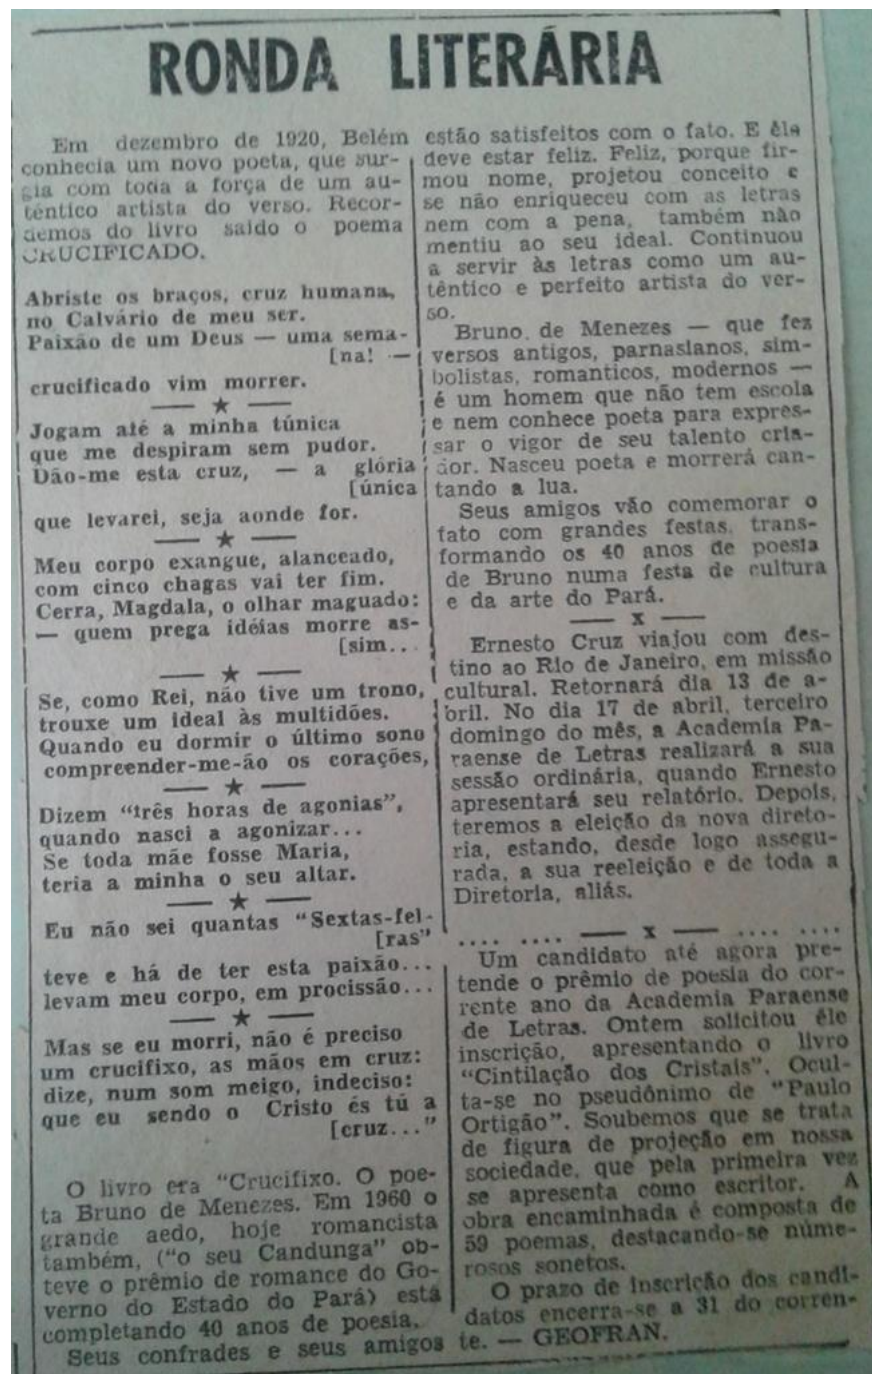 RONDA LITERÁRIA
Em dezembro de 1920, Belém
conhecia um novo poeta, que sur-
gia com toda a força de um au-
têntico artista do verso. Recor-
demos do livro saído o poema
CRUCIFICADO.
Abriste os braços, cruz humana,
no Calvário de meu ser.
Paixão de um Deus — uma sema-
[na! —
crucificado vim morrer.
— ★ —
Jogam até a minha túnica
que me despiram sem pudor.
Dão-me esta cruz, — a glória
[única
que levarei, seja aonde for.
— ★ —
Meu corpo exangue, alanceado,
com cinco chagas vai ter fim.
Cerra, Magdala, o olhar maguado:
— quem prega idéias morre as-
[sim...
— ★ —
Se, como Rei, não tive um trono,
trouxe um ideal às multidões.
Quando eu dormir o último sono
compreender-me-ão os corações,
— ★ —
Dizem "três horas de agonias",
quando nasci a agonizar...
Se toda mãe fosse Maria,
teria a minha o seu altar.
— ★ —
Eu não sei quantas "Sextas-fei-
[ras"
teve e há de ter esta paixão...
levam meu corpo, em procissão...
— ★ —
Mas se eu morri, não é preciso
um crucifixo, as mãos em cruz:
dize, num som meigo, indeciso:
que eu sendo o Cristo és tú a
[cruz..."
O livro era "Crucifixo. O poe-
ta Bruno de Menezes. Em 1960 o
grande aedo, hoje romancista
também, ("o seu Candunga" ob-
teve o prêmio de romance do Go-
verno do Estado do Pará) está
completando 40 anos de poesia.
Seus confrades e seus amigos
estão satisfeitos com o fato. E êle
deve estar feliz. Feliz, porque fir-
mou nome, projetou conceito e
se não enriqueceu com as letras
nem com a pena, também não
mentiu ao seu ideal. Continuou
a servir às letras como um au-
têntico e perfeito artista do ver-
so.
Bruno de Menezes — que fez
versos antigos, parnasianos, sim-
bolistas, romanticos, modernos —
é um homem que não tem escola
e nem conhece poeta para expres-
sar o vigor de seu talento cria-
dor. Nasceu poeta e morrerá can-
tando a lua.
Seus amigos vão comemorar o
fato com grandes festas, trans-
formando os 40 anos de poesia
de Bruno numa festa de cultura
e da arte do Pará.
— x —
Ernesto Cruz viajou com des-
tino ao Rio de Janeiro, em missão
cultural. Retornará dia 13 de a-
bril. No dia 17 de abril, terceiro
domingo do mês, a Academia Pa-
raense de Letras realizará a sua
sessão ordinária, quando Ernesto
apresentará seu relatório. Depois,
teremos a eleição da nova direto-
ria, estando, desde logo assegu-
rada, a sua reeleição e de toda a
Diretoria, aliás.
.... .... — x — .... ....
Um candidato até agora pre-
tende o prêmio de poesia do cor-
rente ano da Academia Paraense
de Letras. Ontem solicitou êle
inscrição, apresentando o livro
"Cintilação dos Cristais". Ocul-
ta-se no pseudônimo de "Paulo
Ortigão". Soubemos que se trata
de figura de projeção em nossa
sociedade, que pela primeira vez
se apresenta como escritor. A
obra encaminhada é composta de
59 poemas, destacando-se núme-
rosos sonetos.
O prazo de inscrição dos candi-
datos encerra-se a 31 do corren-
te. — GEOFRAN.